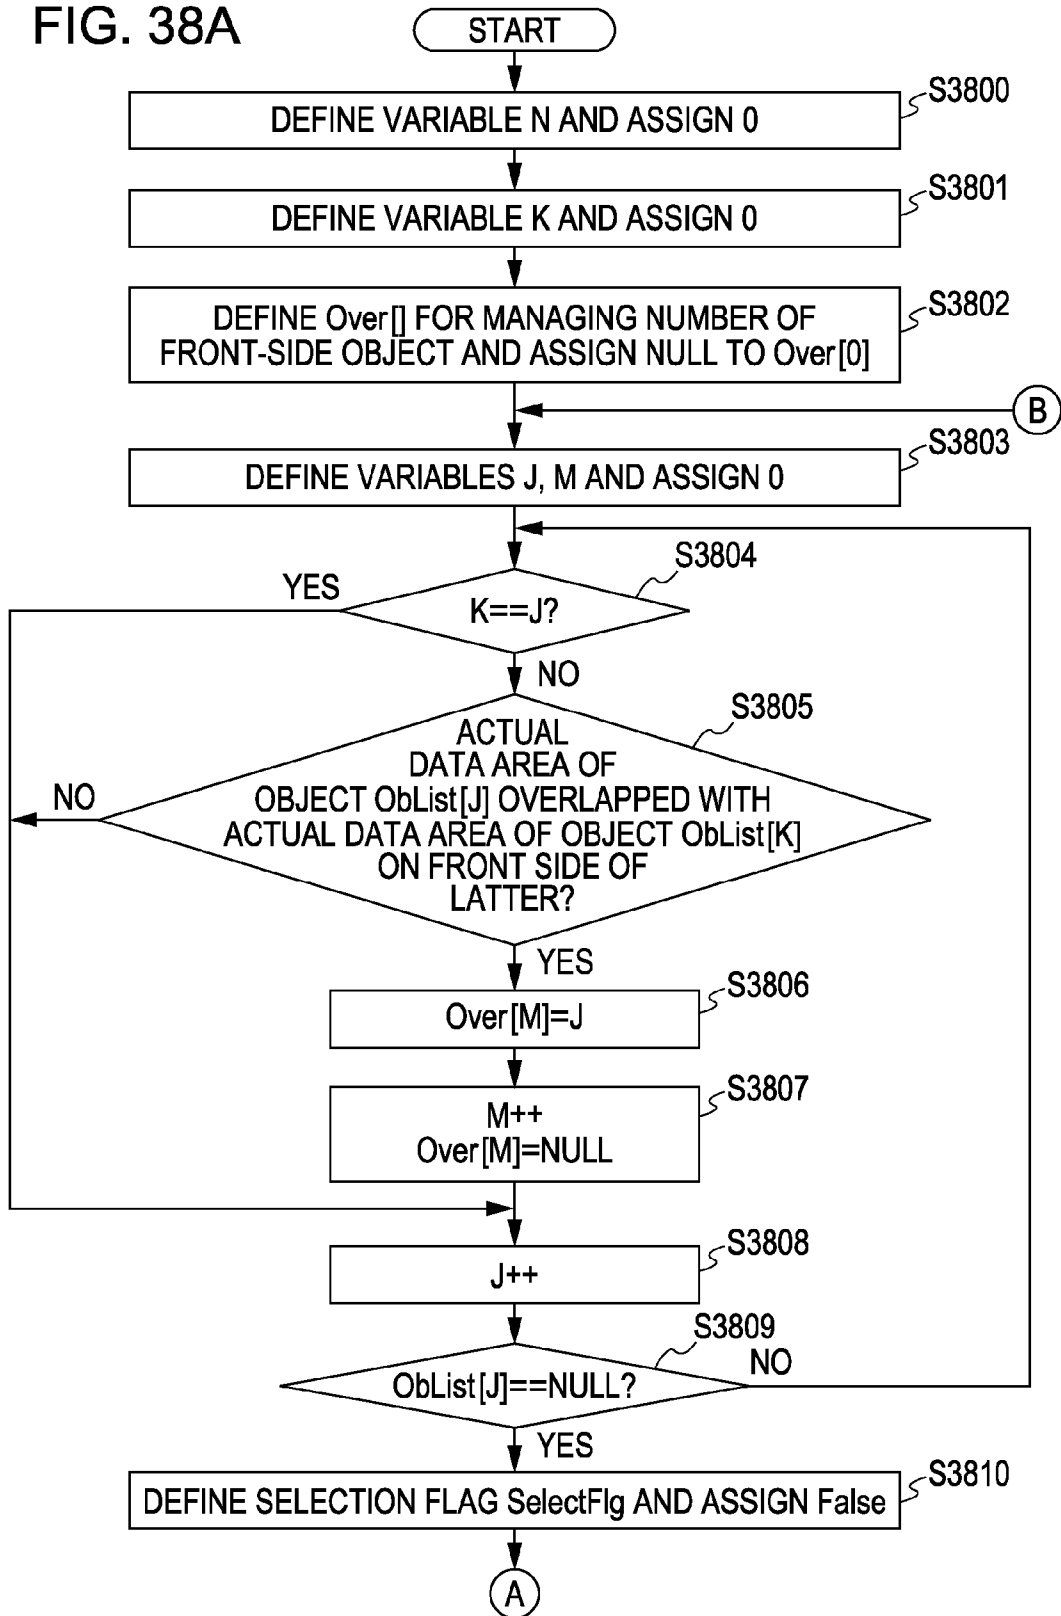 FIG. 38A
START
S3800
DEFINE VARIABLE N AND ASSIGN 0
S3801
DEFINE VARIABLE K AND ASSIGN 0
S3802
DEFINE Over[] FOR MANAGING NUMBER OF
FRONT-SIDE OBJECT AND ASSIGN NULL TO Over[0]
B
S3803
DEFINE VARIABLES J, M AND ASSIGN 0
S3804
YES
K==J?
NO
S3805
ACTUAL
DATA AREA OF
OBJECT ObList[J] OVERLAPPED WITH
ACTUAL DATA AREA OF OBJECT ObList[K]
ON FRONT SIDE OF
LATTER?
NO
YES
S3806
Over[M]=J
S3807
M++
Over[M]=NULL
S3808
J++
S3809
ObList[J]==NULL?
NO
YES
S3810
DEFINE SELECTION FLAG SelectFlg AND ASSIGN False
A